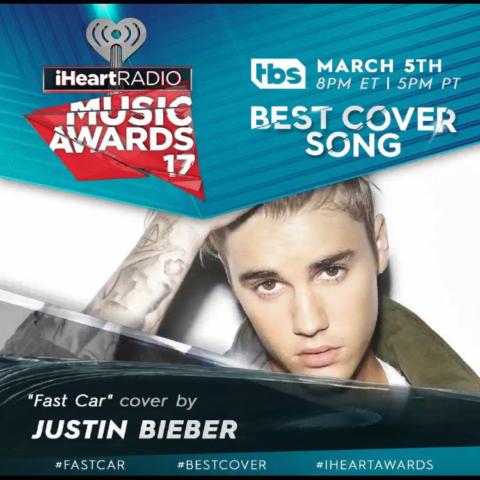 iHeartRADIO
MUSIC
AWARDS
17
tbs
MARCH 5TH
8PM ET | 5PM PT
BEST COVER
SONG
"Fast Car" cover by
JUSTIN BIEBER
#FASTCAR #BESTCOVER #IHEARTAWARDS